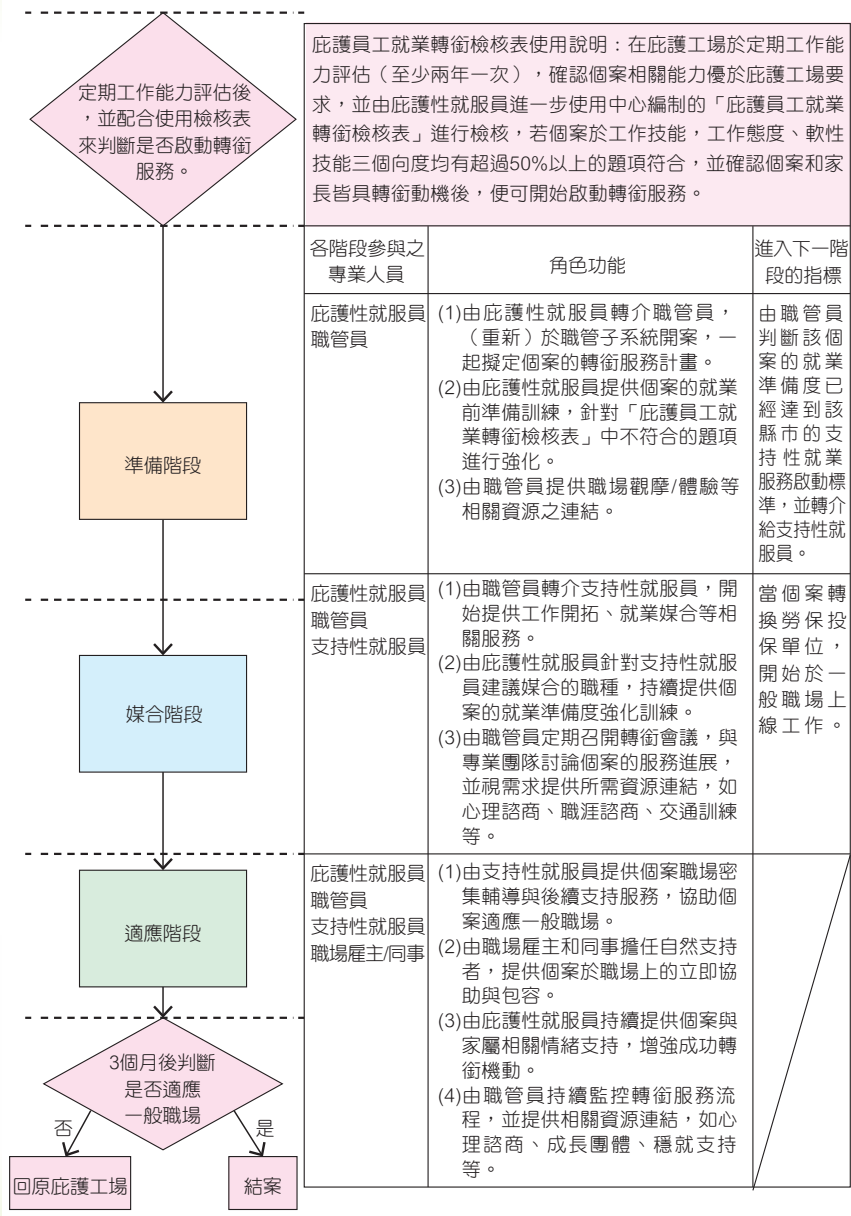 定期工作能力評估後
，並配合使用檢核表
來判斷是否啟動轉銜
服務。
庇護員工就業轉銜檢核表使用說明：在庇護工場於定期工作能
力評估（至少兩年一次），確認個案相關能力優於庇護工場要
求，並由庇護性就服員進一步使用中心編制的「庇護員工就業
轉銜檢核表」進行檢核，若個案於工作技能，工作態度、軟性
技能三個向度均有超過50%以上的題項符合，並確認個案和家
長皆具轉銜動機後，便可開始啟動轉銜服務。
各階段參與之
專業人員
角色功能
進入下一階
段的指標
準備階段
庇護性就服員
職管員
(1)由庇護性就服員轉介職管員，
（重新）於職管子系統開案，一
起擬定個案的轉銜服務計畫。
(2)由庇護性就服員提供個案的就業
前準備訓練，針對「庇護員工就
業轉銜檢核表」中不符合的題項
進行強化。
(3)由職管員提供職場觀摩/體驗等
相關資源之連結。
由職管員
判斷該個
案的就業
準備度已
經達到該
縣市的支
持性就業
服務啟動標
準，並轉介
給支持性就
服員。
媒合階段
庇護性就服員
職管員
支持性就服員
(1)由職管員轉介支持性就服員，開
始提供工作開拓、就業媒合等相
關服務。
(2)由庇護性就服員針對支持性就服
員建議媒合的職種，持續提供個
案的就業準備度強化訓練。
(3)由職管員定期召開轉銜會議，與
專業團隊討論個案的服務進展，
並視需求提供所需資源連結，如
心理諮商、職涯諮商、交通訓練
等。
當個案轉
換勞保投
保單位，
開始於一
般職場上
線工作。
適應階段
庇護性就服員
職管員
支持性就服員
職場雇主/同事
(1)由支持性就服員提供個案職場密
集輔導與後續支持服務，協助個
案適應一般職場。
(2)由職場雇主和同事擔任自然支持
者，提供個案於職場上的立即協
助與包容。
(3)由庇護性就服員持續提供個案與
家屬相關情緒支持，增強成功轉
銜機動。
(4)由職管員持續監控轉銜服務流
程，並提供相關資源連結，如心
理諮商、成長團體、穩就支持
等。
3個月後判斷
是否適應
一般職場
否
是
回原庇護工場
結案